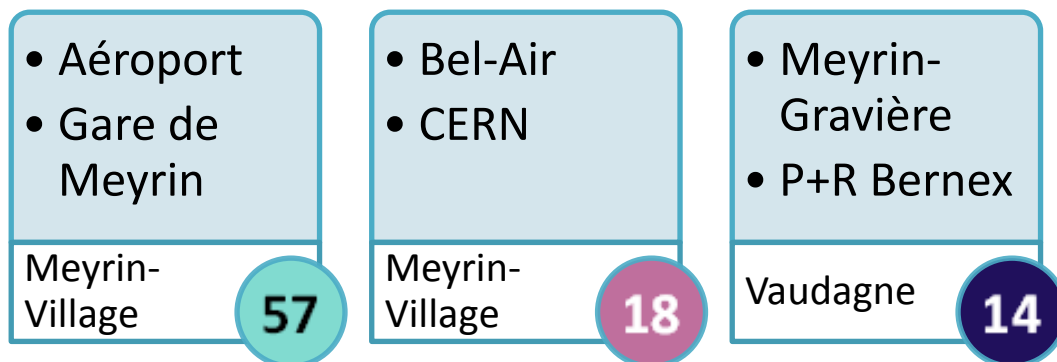 • Aéroport
• Gare de
Meyrin
Meyrin-
Village
57
• Bel-Air
• CERN
Meyrin-
Village
18
• Meyrin-
Gravière
• P+R Bernex
Vaudagne
14